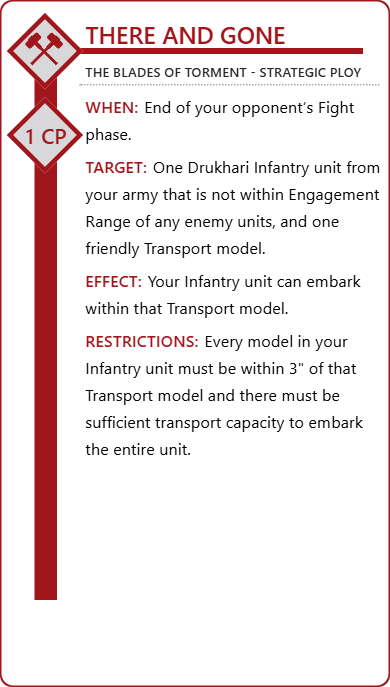 THERE AND GONE
THE BLADES OF TORMENT - STRATEGIC PLOY
1 CP
WHEN: End of your opponent’s Fight
phase.
TARGET: One Drukhari Infantry unit from
your army that is not within Engagement
Range of any enemy units, and one
friendly Transport model.
EFFECT: Your Infantry unit can embark
within that Transport model.
RESTRICTIONS: Every model in your
Infantry unit must be within 3" of that
Transport model and there must be
sufficient transport capacity to embark
the entire unit.